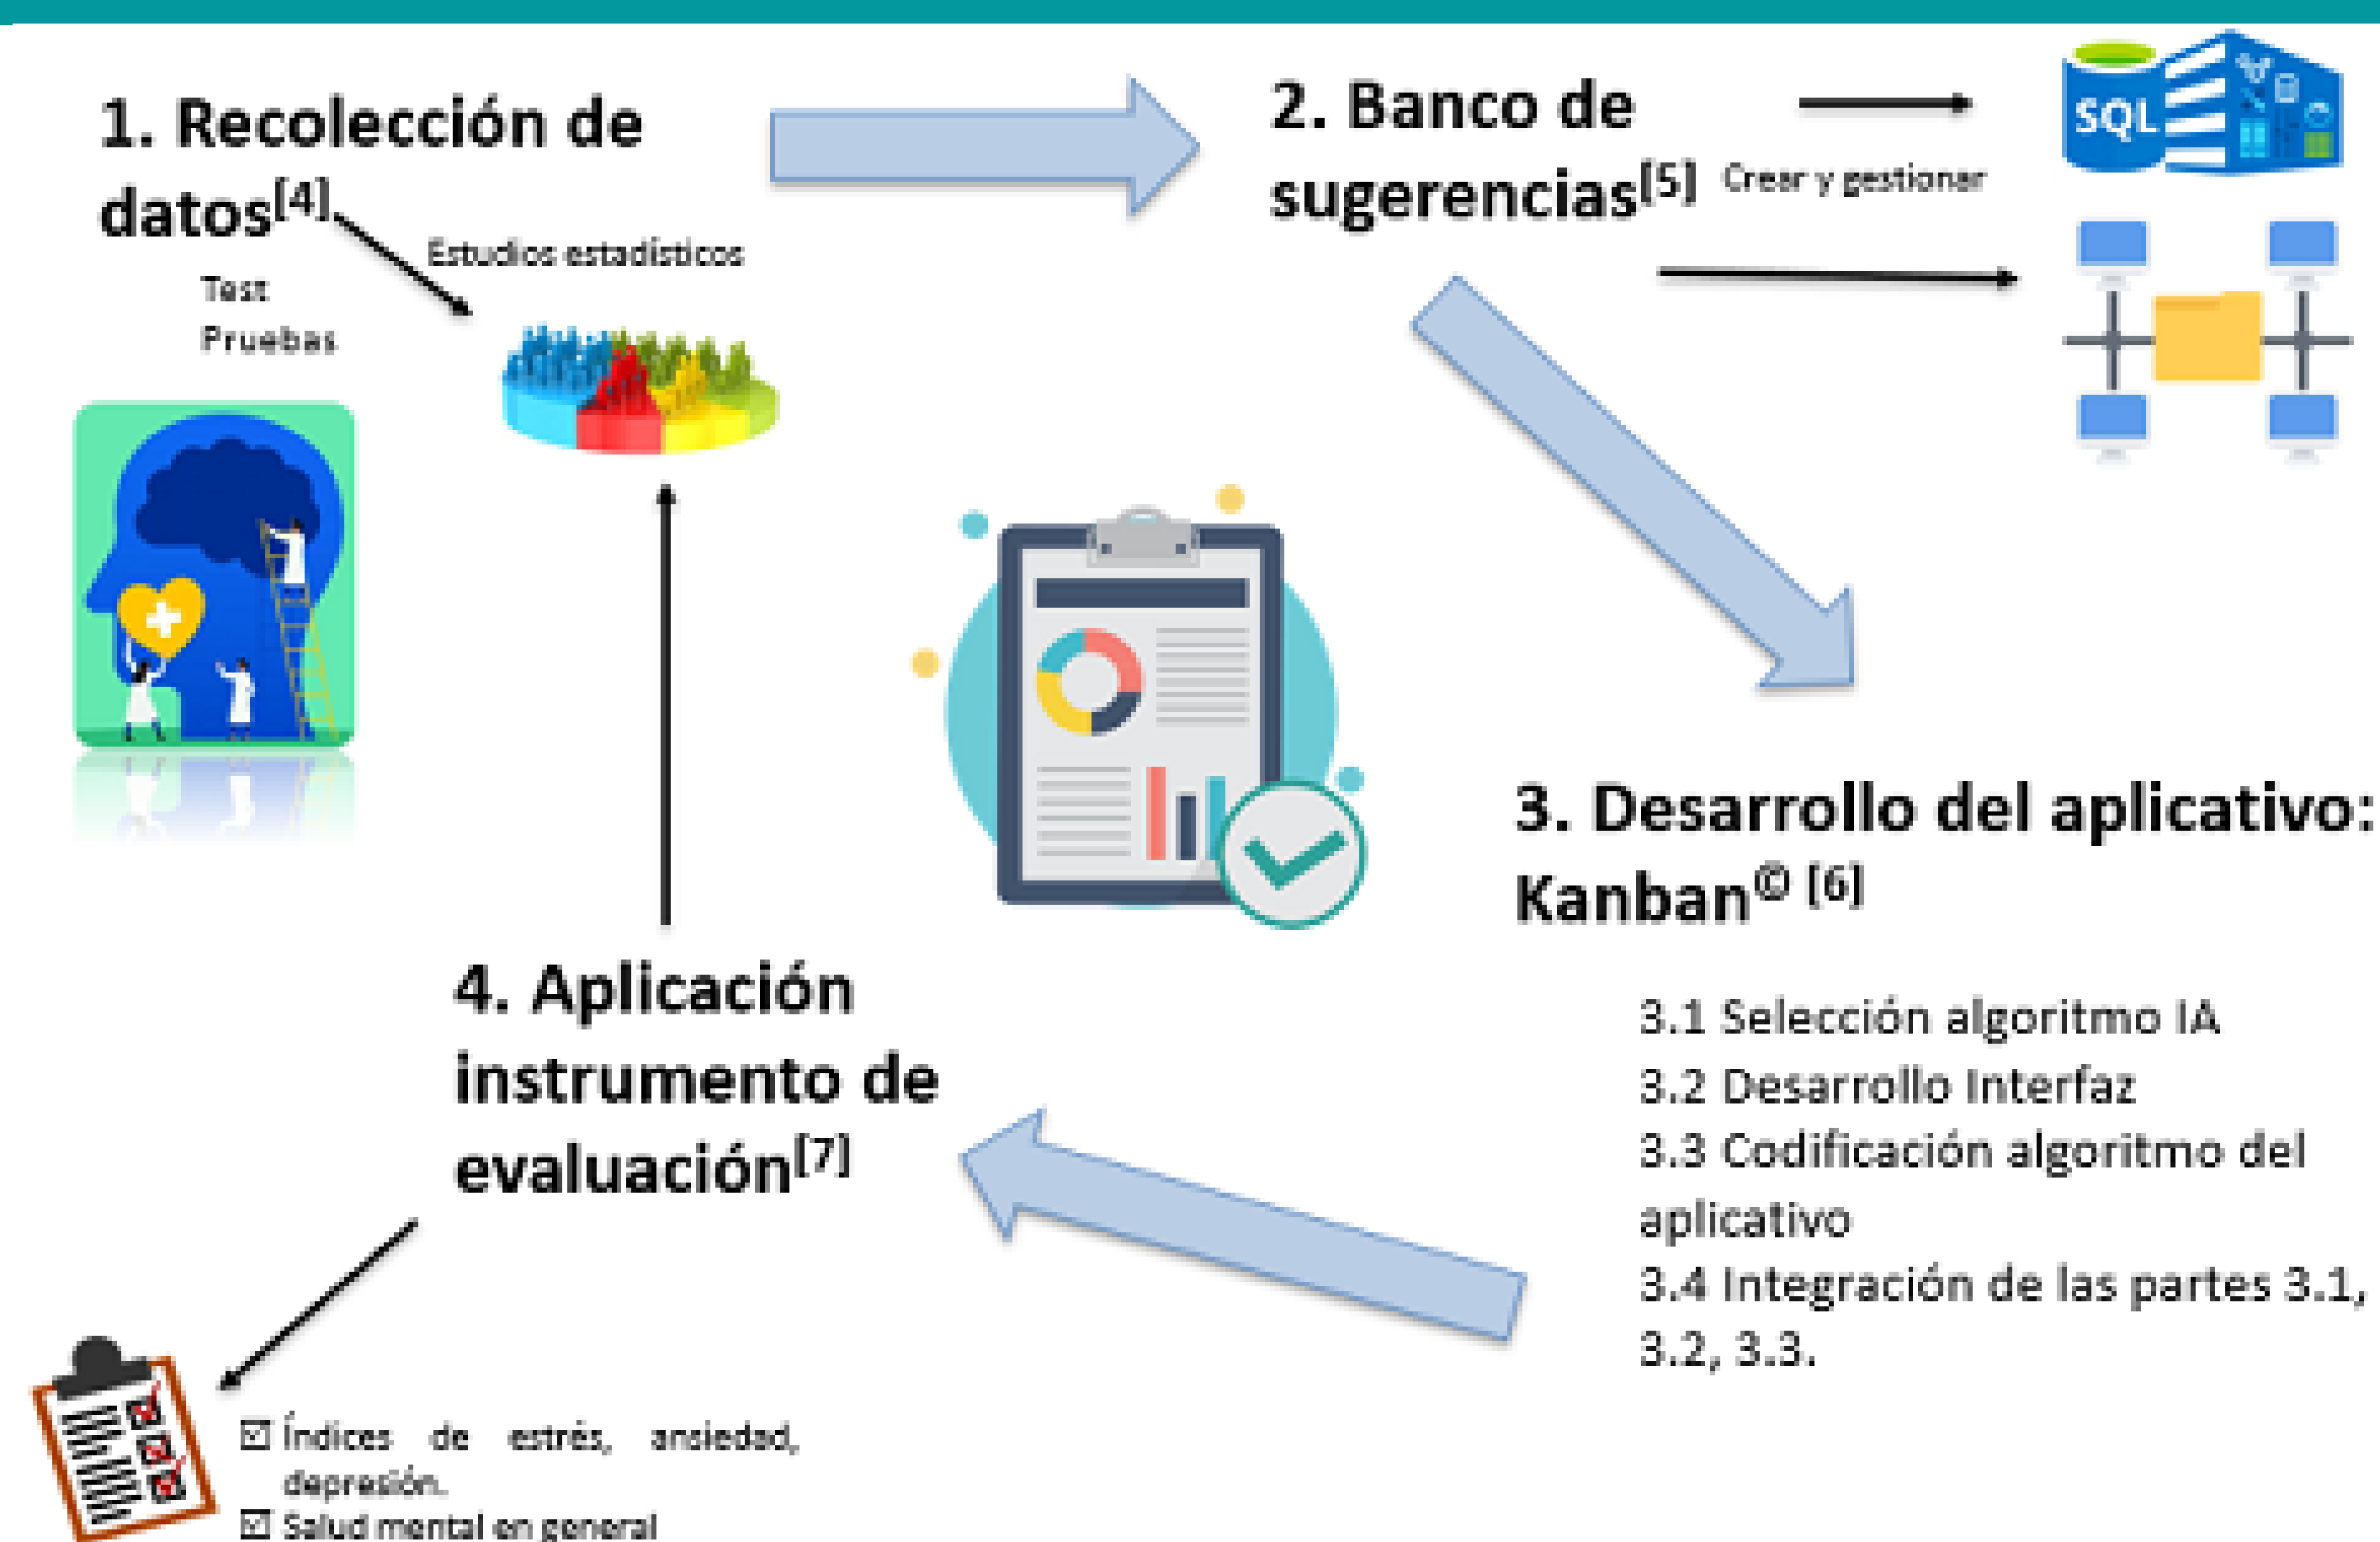 1. Recolección de
datos[4]
Estudios estadísticos
Test
Pruebas
2. Banco de
sugerencias[5]
Crear y gestionar
SQL
3. Desarrollo del aplicativo:
Kanban© [6]
3.1 Selección algoritmo IA
3.2 Desarrollo Interfaz
3.3 Codificación algoritmo del
aplicativo
3.4 Integración de las partes 3.1,
3.2, 3.3.
4. Aplicación
instrumento de
evaluación[7]
☑ Índices de estrés, ansiedad,
depresión.
☑ Salud mental en general